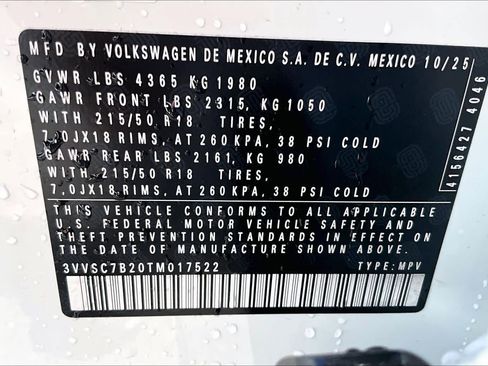 MFD BY VOLKSWAGEN DE MEXICO S.A. DE C.V. MEXICO 10/25
GVWR LBS 4365 KG 1980
GAWR FRONT LBS 2315, KG 1050
WITH 215/50 R18 TIRES,
7.0JX18 RIMS, AT 260 KPA, 38 PSI COLD
GAWR REAR LBS 2161, KG 980
WITH 215/50 R18 TIRES,
7.0JX18 RIMS, AT 260 KPA, 38 PSI COLD
THIS VEHICLE CONFORMS TO ALL APPLICABLE
U.S. FEDERAL MOTOR VEHICLE SAFETY AND
THEFT PREVENTION STANDARDS IN EFFECT ON
THE DATE OF MANUFACTURE SHOWN ABOVE.
3VVSC7B20TM017522 TYPE: MPV
4156427 4046